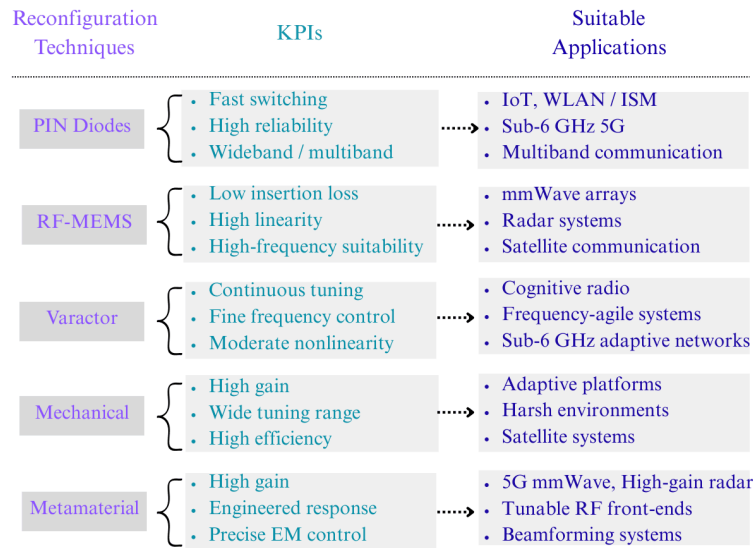 Reconfiguration
Techniques
KPIs
Suitable
Applications
PIN Diodes
• Fast switching
• High reliability
• Wideband / multiband
• IoT, WLAN / ISM
• Sub-6 GHz 5G
• Multiband communication
RF-MEMS
• Low insertion loss
• High linearity
• High-frequency suitability
• mmWave arrays
• Radar systems
• Satellite communication
Varactor
• Continuous tuning
• Fine frequency control
• Moderate nonlinearity
• Cognitive radio
• Frequency-agile systems
• Sub-6 GHz adaptive networks
Mechanical
• High gain
• Wide tuning range
• High efficiency
• Adaptive platforms
• Harsh environments
• Satellite systems
Metamaterial
• High gain
• Engineered response
• Precise EM control
• 5G mmWave, High-gain radar
• Tunable RF front-ends
• Beamforming systems